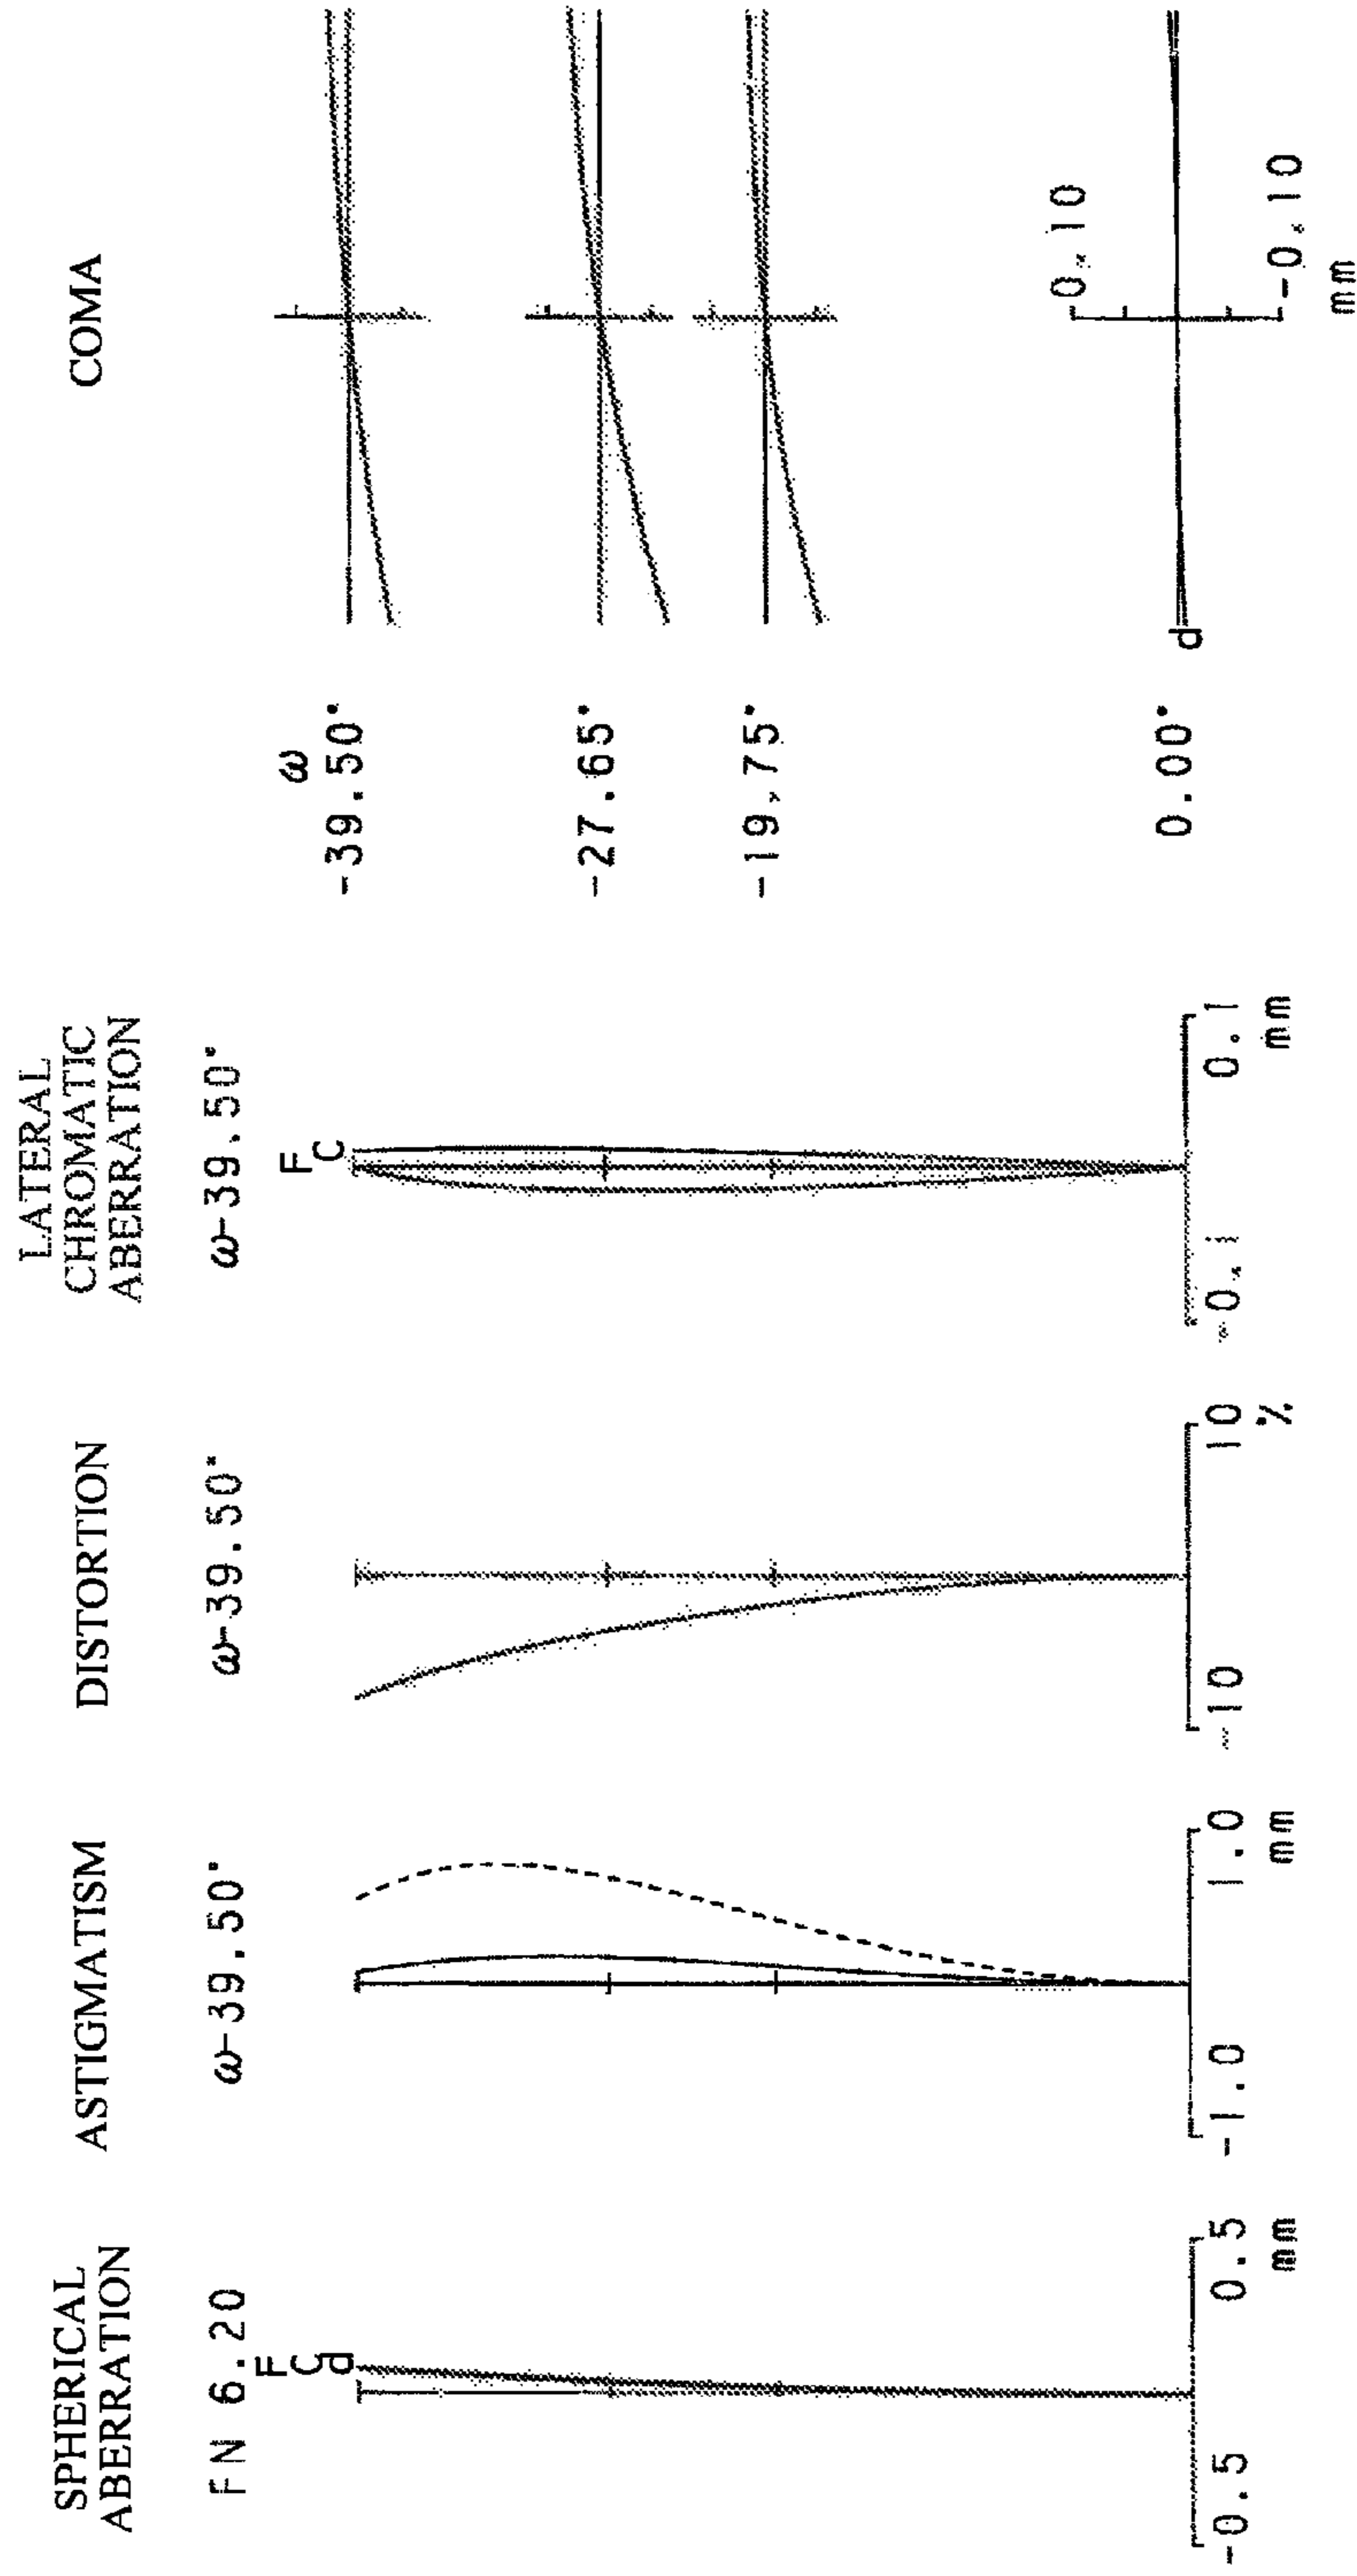 SPHERICAL
ABERRATION
FN 6.20
F
C
d
-0.5
0.5
mm
ASTIGMATISM
ω-39.50°
-1.0
1.0
mm
DISTORTION
ω-39.50°
-10
10
%
LATERAL
CHROMATIC
ABERRATION
ω-39.50°
F
C
-0.1
0.1
mm
COMA
ω
-39.50°
-27.65°
-19.75°
0.00°
d
0.10
-0.10
mm